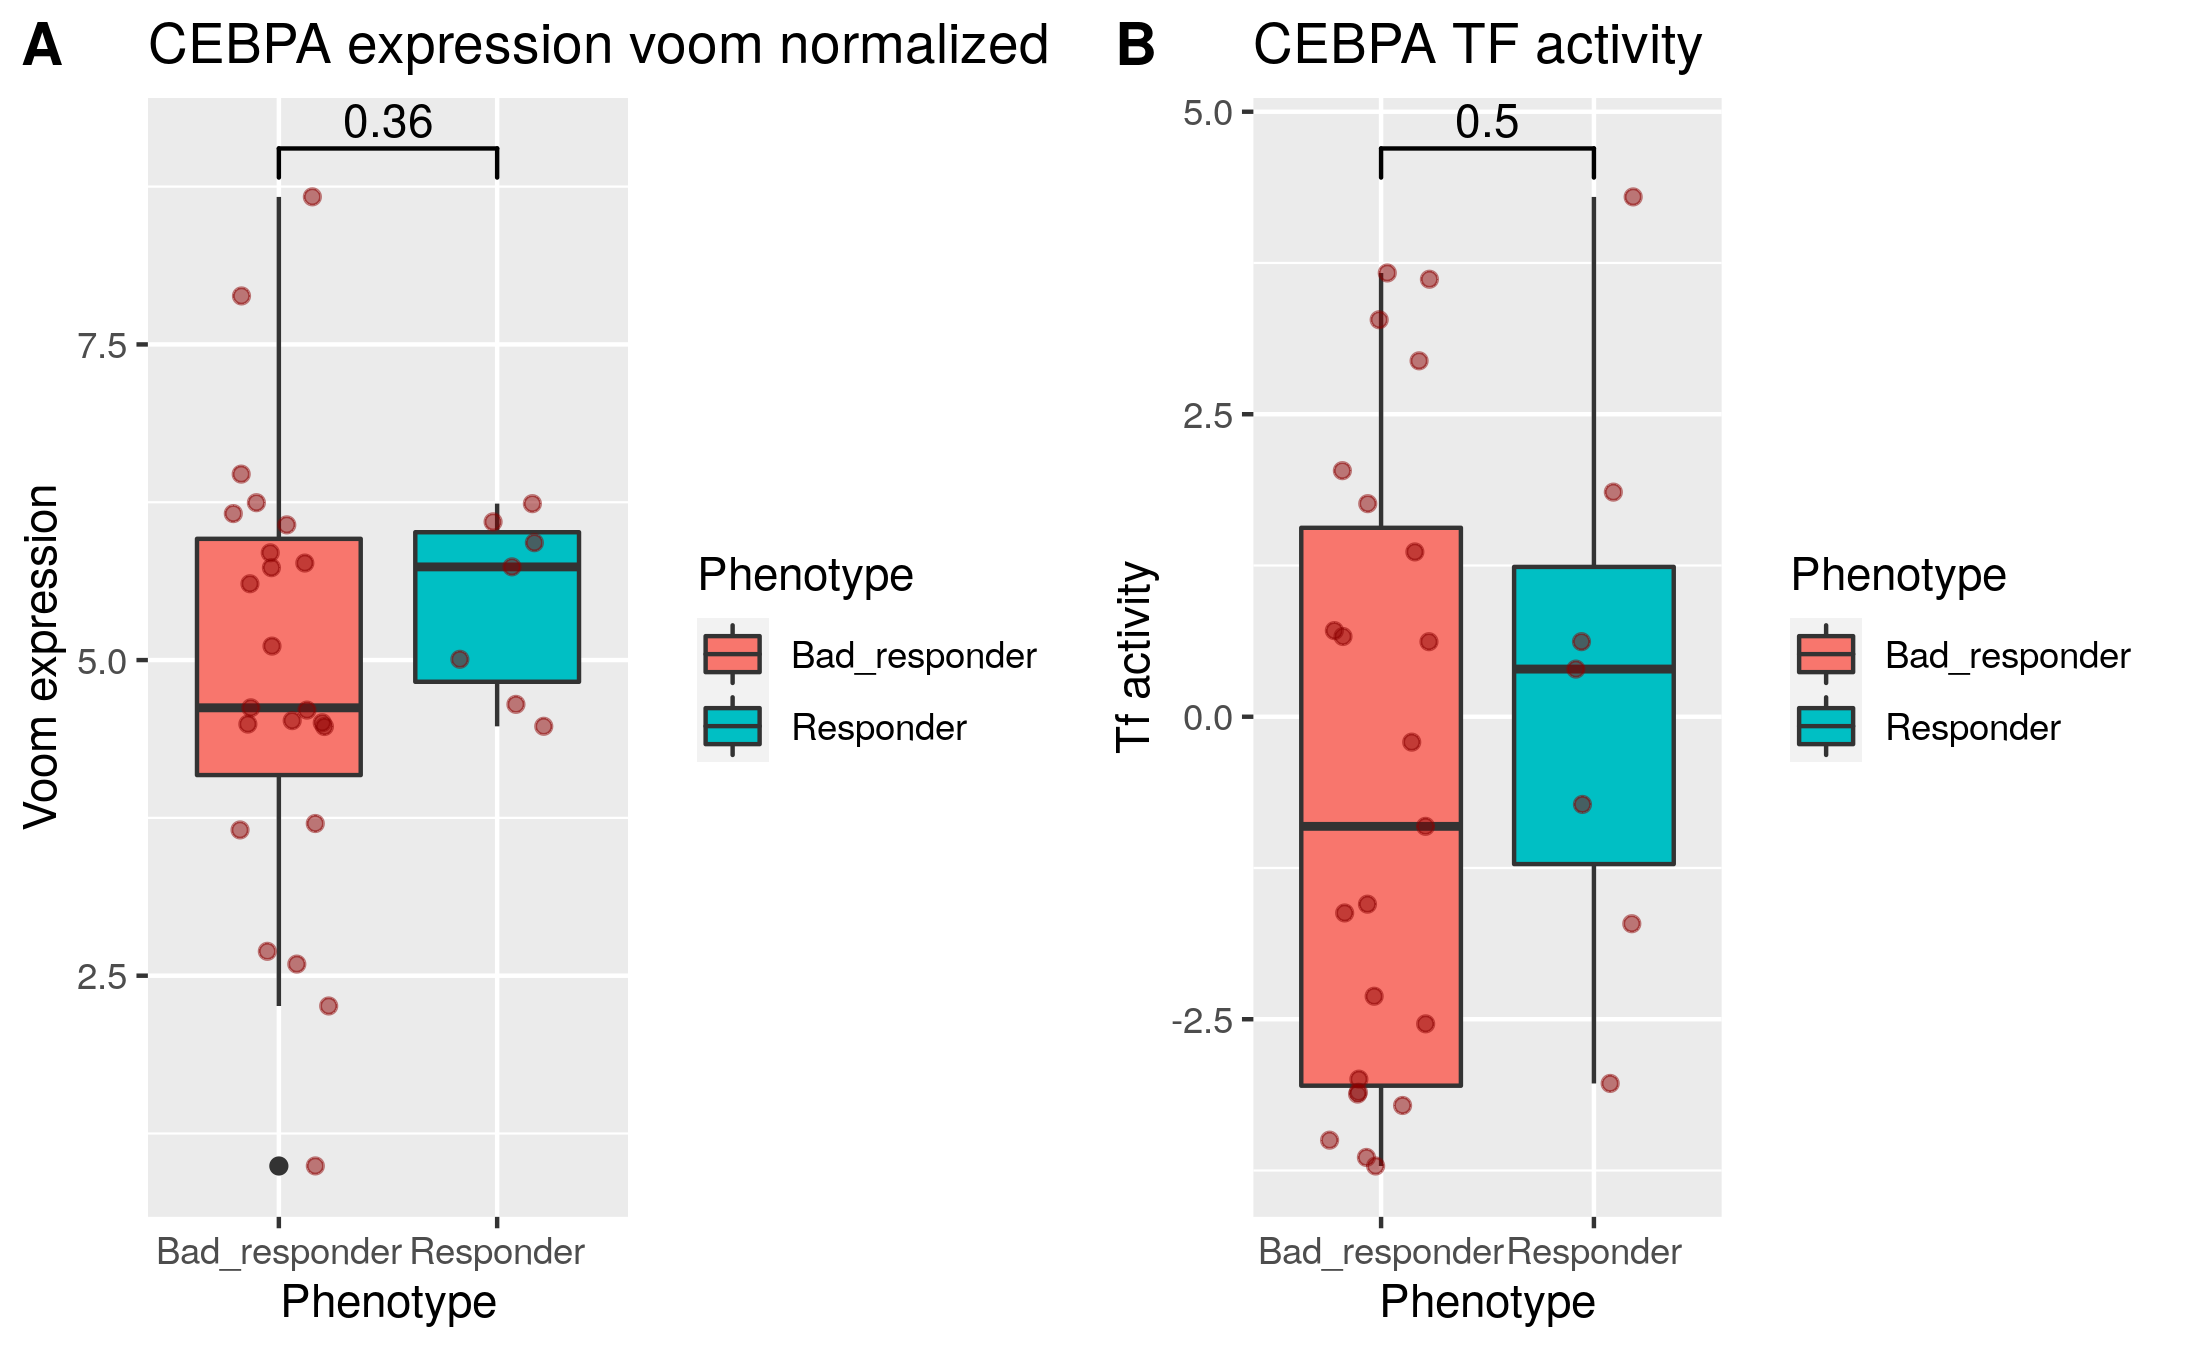 A
CEBPA expression voom normalized
0.36
7.5
5.0
2.5
Voom expression
Bad_responder
Responder
Phenotype
Phenotype
Bad_responder
Responder
B
CEBPA TF activity
0.5
5.0
2.5
0.0
-2.5
Tf activity
Bad_responder
Responder
Phenotype
Phenotype
Bad_responder
Responder